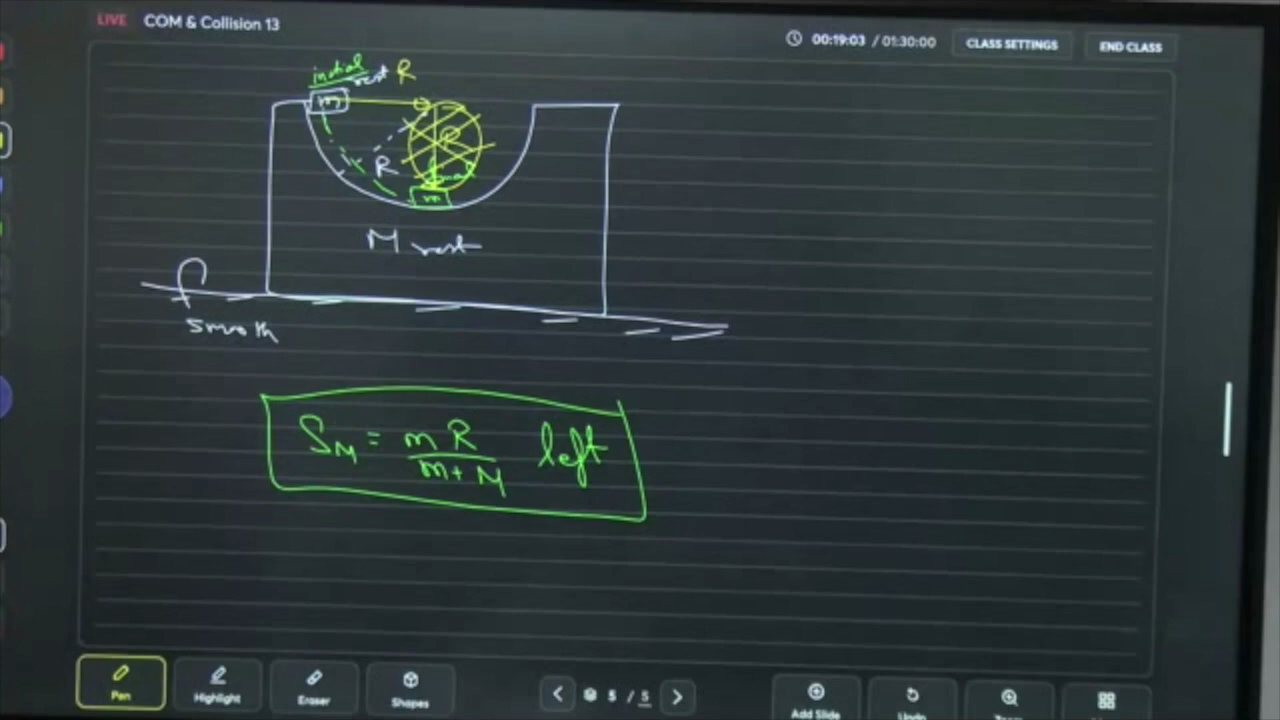 LIVE COM & Collision 13
00:19:03 / 01:30:00 CLASS SETTINGS END CLASS
initial
rest R
m
R
m
M rest
smooth
S_M = mR/(m+M) left
Pen Highlight Eraser Shapes 5 / 5 Add Slide Undo Zoom